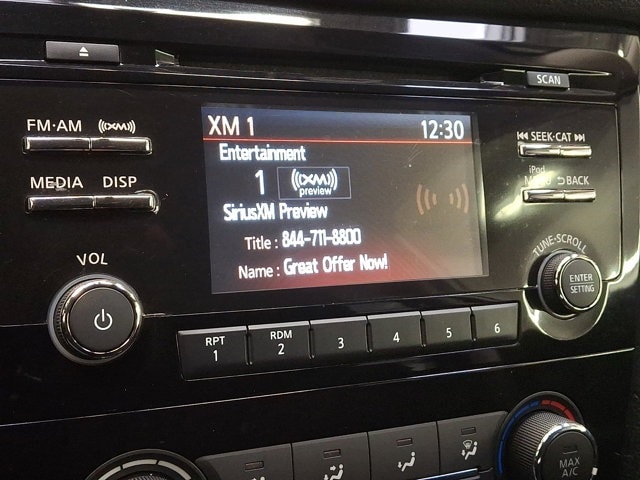 SCAN
FM·AM
((XM))
XM 1
12:30
SEEK·CAT
Entertainment
1
((XM))
preview
MEDIA
DISP
iPod
MENU
BACK
SiriusXM Preview
Title : 844-711-8800
Name : Great Offer Now!
VOL
TUNE·SCROLL
ENTER
SETTING
RPT
1
RDM
2
3
4
5
6
MAX
A/C